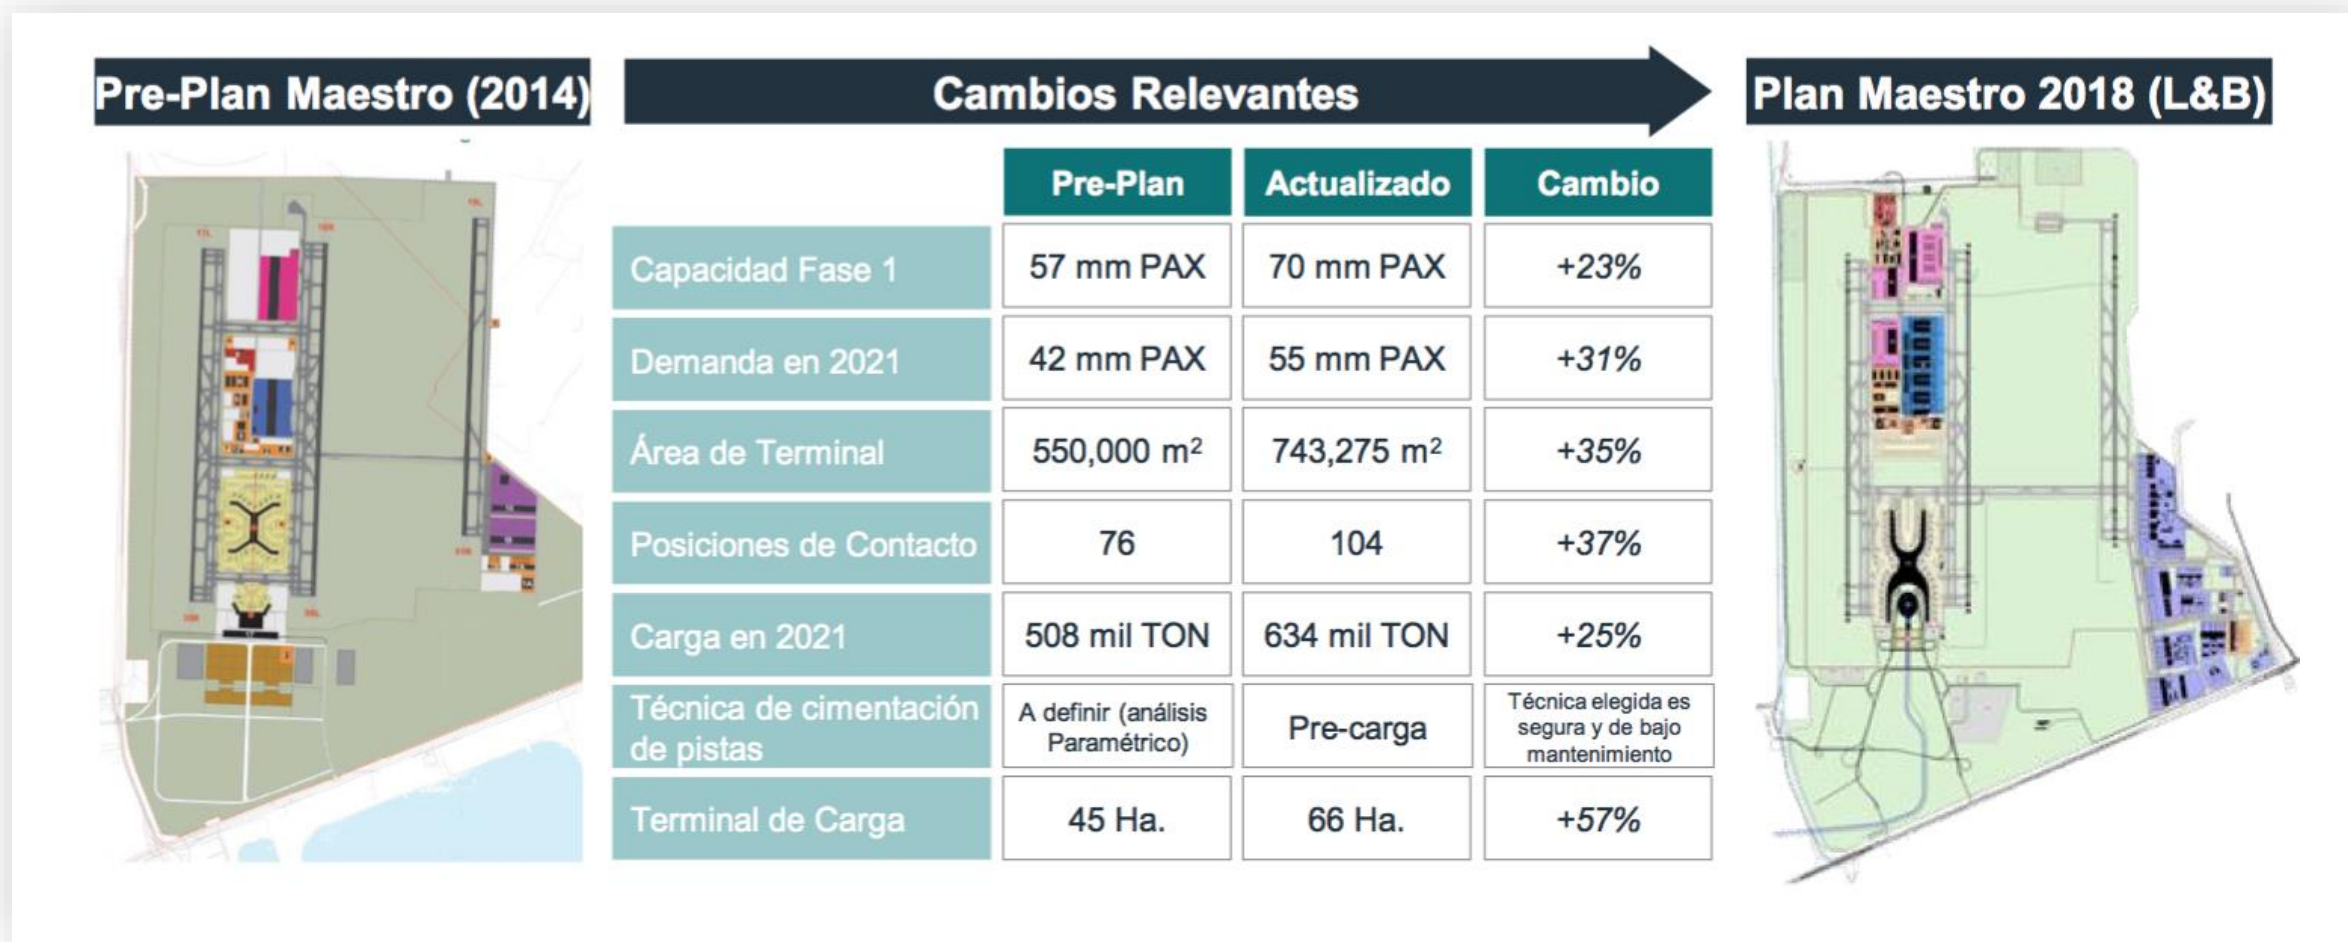 Pre-Plan Maestro (2014)
Cambios Relevantes
Plan Maestro 2018 (L&B)
Pre-Plan Actualizado Cambio
Capacidad Fase 1 57 mm PAX 70 mm PAX +23%
Demanda en 2021 42 mm PAX 55 mm PAX +31%
Área de Terminal 550,000 m² 743,275 m² +35%
Posiciones de Contacto 76 104 +37%
Carga en 2021 508 mil TON 634 mil TON +25%
Técnica de cimentación
de pistas
A definir (análisis
Paramétrico)
Pre-carga
Técnica elegida es
segura y de bajo
mantenimiento
Terminal de Carga 45 Ha. 66 Ha. +57%